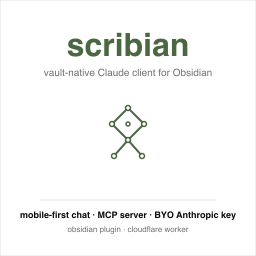 scribian
vault-native Claude client for Obsidian
mobile-first chat · MCP server · BYO Anthropic key
obsidian plugin · cloudflare worker